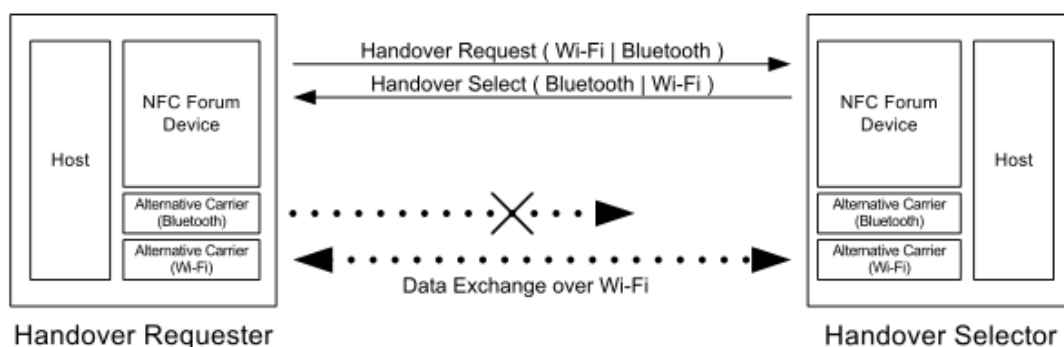 Handover Request ( Wi-Fi | Bluetooth )
Handover Select ( Bluetooth | Wi-Fi )
Host
NFC Forum
Device
Alternative Carrier
(Bluetooth)
Alternative Carrier
(Wi-Fi)
NFC Forum
Device
Alternative Carrier
(Bluetooth)
Alternative Carrier
(Wi-Fi)
Host
Data Exchange over Wi-Fi
Handover Requester
Handover Selector